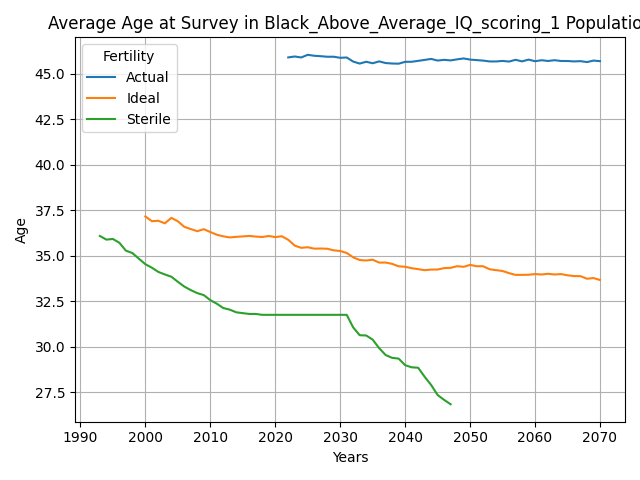 Average Age at Survey in Black_Above_Average_IQ_scoring_1 Populatio
Fertility
Actual
Ideal
Sterile
45.0
42.5
40.0
37.5
35.0
32.5
30.0
27.5
Age
1990 2000 2010 2020 2030 2040 2050 2060 2070
Years